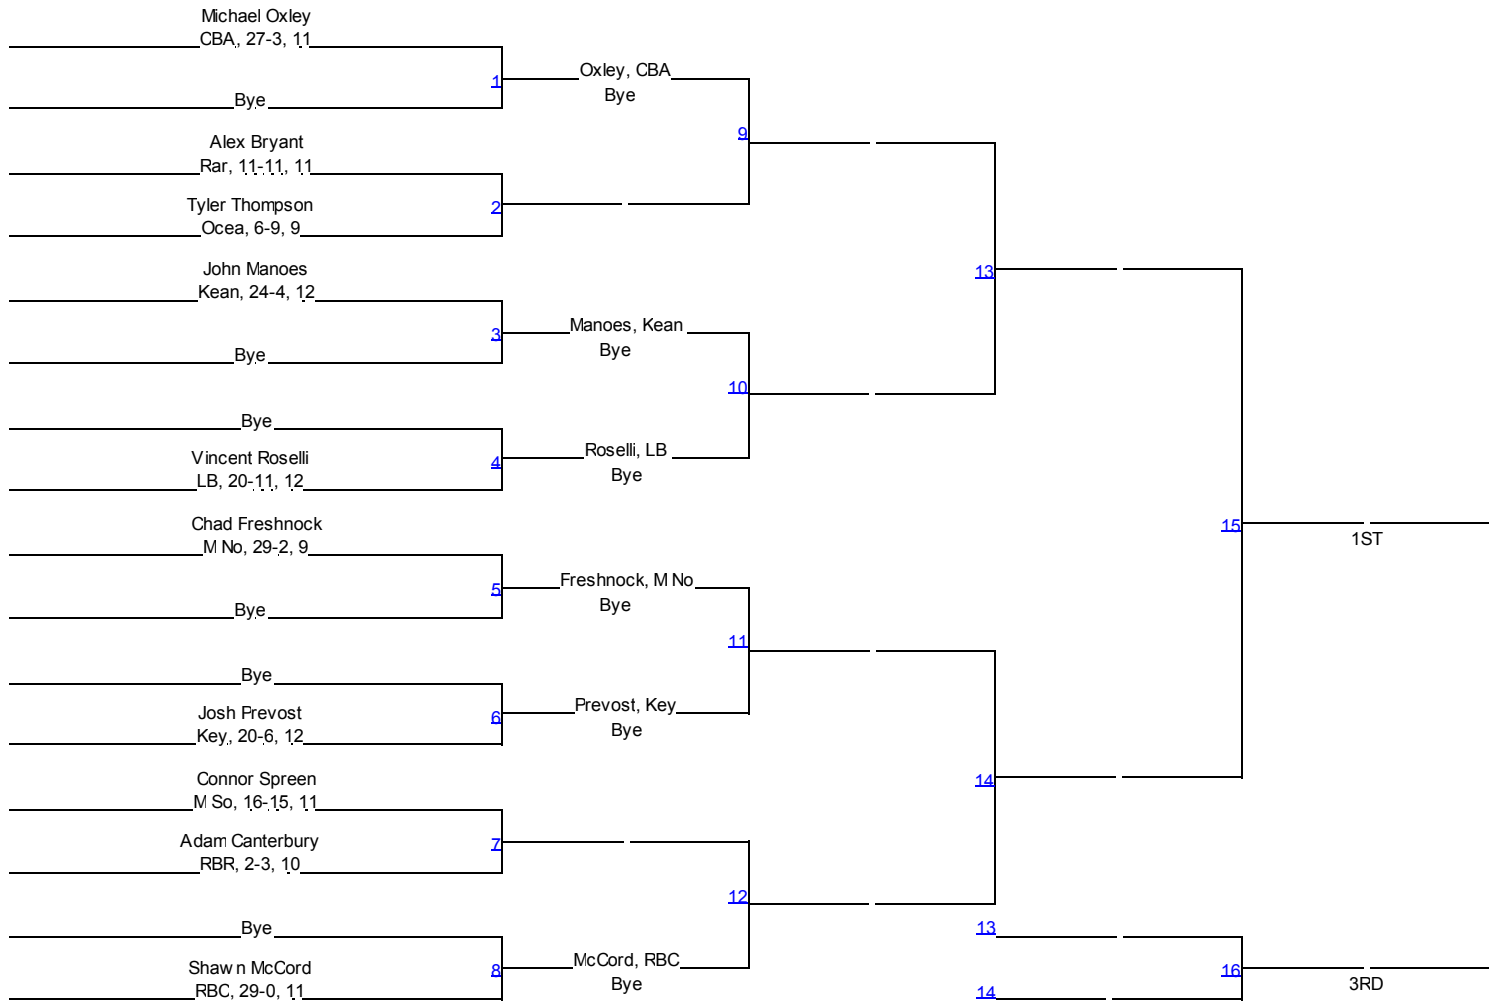 Michael Oxley
CBA, 27-3, 11
1
Oxley, CBA
Bye
Bye
9
Alex Bryant
Rar, 11-11, 11
2
Tyler Thompson
Ocea, 6-9, 9
13
John Manoes
Kean, 24-4, 12
3
Manoes, Kean
Bye
Bye
10
Bye
4
Roselli, LB
Bye
Vincent Roselli
LB, 20-11, 12
15
1ST
Chad Freshnock
M No, 29-2, 9
5
Freshnock, M No
Bye
Bye
11
Bye
6
Prevost, Key
Bye
Josh Prevost
Key, 20-6, 12
14
Connor Spreen
M So, 16-15, 11
7
Adam Canterbury
RBR, 2-3, 10
12
Bye
8
McCord, RBC
Bye
Shawn McCord
RBC, 29-0, 11
13
16
3RD
14